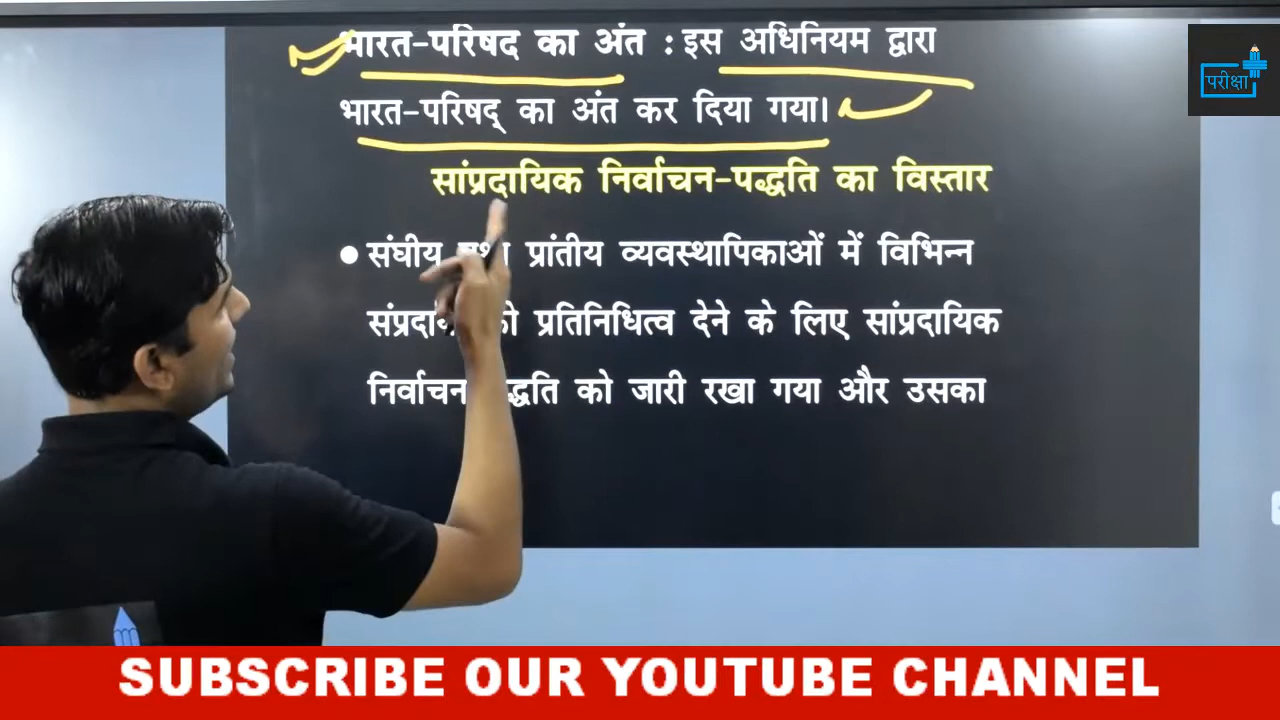 भारत-परिषद का अंत : इस अधिनियम द्वारा
भारत-परिषद् का अंत कर दिया गया।
सांप्रदायिक निर्वाचन-पद्धति का विस्तार
संघीय प्रांतीय व्यवस्थापिकाओं में विभिन्न
को प्रतिनिधित्व देने के लिए सांप्रदायिक
को जारी रखा गया और उसका
परीक्षा
SUBSCRIBE OUR YOUTUBE CHANNEL